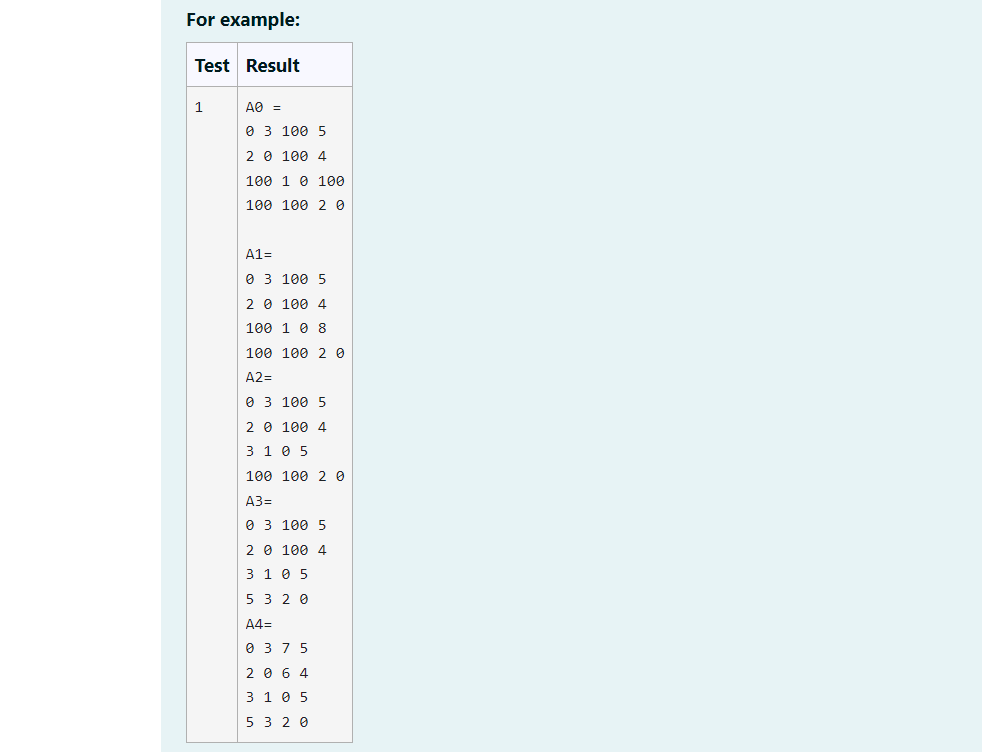 For example:
Test Result
1 A0 =
0 3 100 5
2 0 100 4
100 1 0 100
100 100 2 0
A1=
0 3 100 5
2 0 100 4
100 1 0 8
100 100 2 0
A2=
0 3 100 5
2 0 100 4
3 1 0 5
100 100 2 0
A3=
0 3 100 5
2 0 100 4
3 1 0 5
5 3 2 0
A4=
0 3 7 5
2 0 6 4
3 1 0 5
5 3 2 0